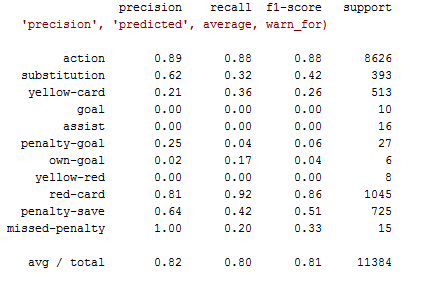 precision recall f1-score support
'precision', 'predicted', average, warn_for)
action 0.89 0.88 0.88 8626
substitution 0.62 0.32 0.42 393
yellow-card 0.21 0.36 0.26 513
goal 0.00 0.00 0.00 10
assist 0.00 0.00 0.00 16
penalty-goal 0.25 0.04 0.06 27
own-goal 0.02 0.17 0.04 6
yellow-red 0.00 0.00 0.00 8
red-card 0.81 0.92 0.86 1045
penalty-save 0.64 0.42 0.51 725
missed-penalty 1.00 0.20 0.33 15
avg / total 0.82 0.80 0.81 11384